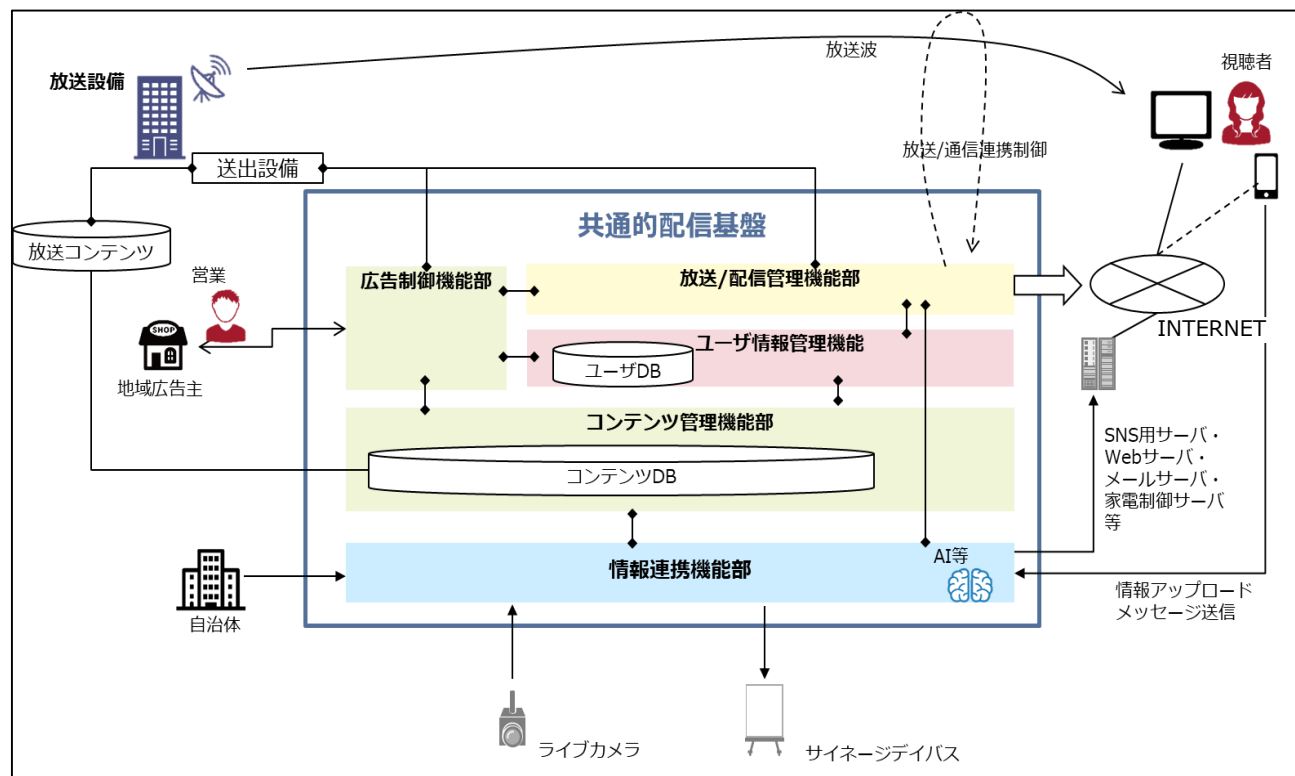 放送波
視聴者
放送設備
放送/通信連携制御
送出設備
共通的配信基盤
放送コンテンツ
営業
広告制御機能部
放送/配信管理機能部
SHOP
INTERNET
ユーザ情報管理機能
ユーザDB
地域広告主
コンテンツ管理機能部
SNS用サーバ・
Webサーバ・
メールサーバ・
家電制御サーバ
等
コンテンツDB
AI等
情報連携機能部
情報アップロード
メッセージ送信
自治体
ライブカメラ
サイネージデイバス